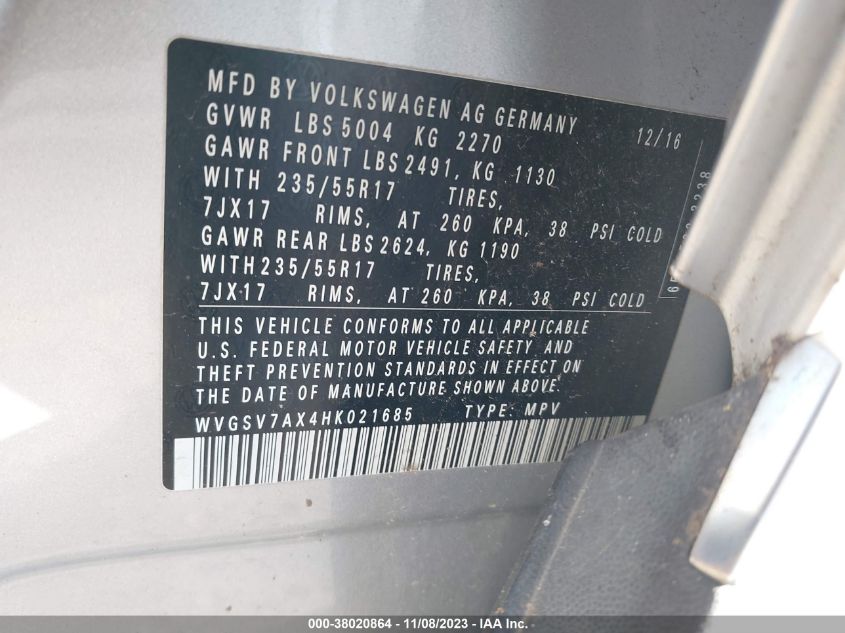 MFD BY VOLKSWAGEN AG GERMANY 12/16
GVWR LBS 5004 KG 2270
GAWR FRONT LBS 2491, KG 1130
WITH 235/55R17 TIRES,
7JX17 RIMS, AT 260 KPA, 38 PSI COLD
GAWR REAR LBS 2624, KG 1190
WITH 235/55R17 TIRES,
7JX17 RIMS, AT 260 KPA, 38 PSI COLD
THIS VEHICLE CONFORMS TO ALL APPLICABLE
U.S. FEDERAL MOTOR VEHICLE SAFETY AND
THEFT PREVENTION STANDARDS IN EFFECT ON
THE DATE OF MANUFACTURE SHOWN ABOVE.
WVGSV7AX4HK021685 TYPE: MPV
000-38020864 - 11/08/2023 - IAA Inc.